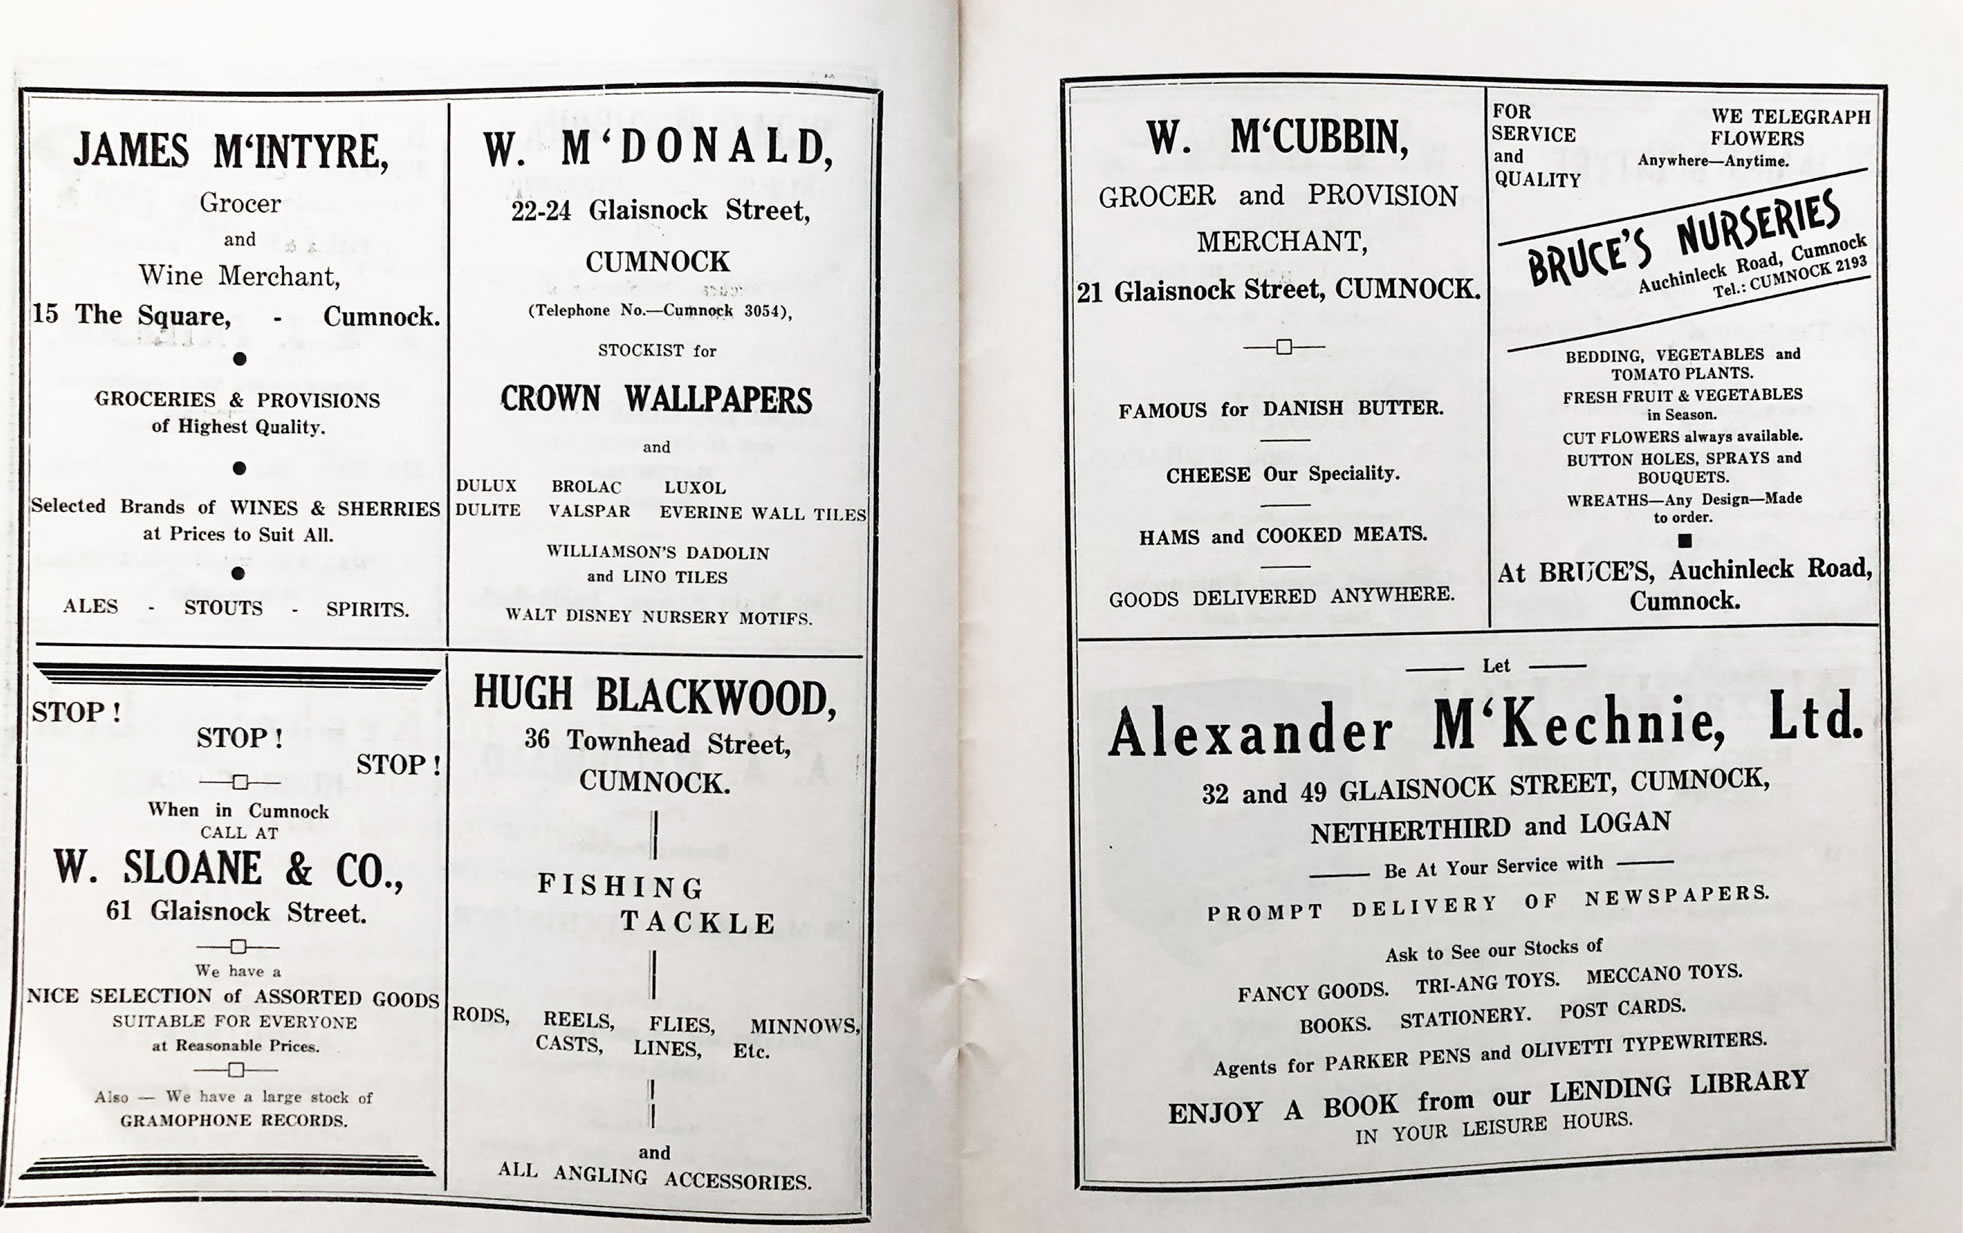 JAMES M'INTYRE,
Grocer
and
Wine Merchant,
15 The Square, - Cumnock.
GROCERIES & PROVISIONS
of Highest Quality.
Selected Brands of WINES & SHERRIES
at Prices to Suit All.
ALES - STOUTS - SPIRITS.
W. M'DONALD,
22-24 Glaisnock Street,
CUMNOCK
(Telephone No.—Cumnock 3054),
STOCKIST for
CROWN WALLPAPERS
and
DULUX BROLAC LUXOL
DULITE VALSPAR EVERINE WALL TILES
WILLIAMSON'S DADOLIN
and LINO TILES
WALT DISNEY NURSERY MOTIFS.
STOP!
STOP!
STOP!
When in Cumnock
CALL AT
W. SLOANE & CO.,
61 Glaisnock Street.
We have a
NICE SELECTION of ASSORTED GOODS
SUITABLE FOR EVERYONE
at Reasonable Prices.
Also — We have a large stock of
GRAMOPHONE RECORDS.
HUGH BLACKWOOD,
36 Townhead Street,
CUMNOCK.
FISHING
TACKLE
RODS, REELS, FLIES, MINNOWS,
CASTS, LINES, Etc.
and
ALL ANGLING ACCESSORIES.
W. M'CUBBIN,
GROCER and PROVISION
MERCHANT,
21 Glaisnock Street, CUMNOCK.
FAMOUS for DANISH BUTTER.
CHEESE Our Speciality.
HAMS and COOKED MEATS.
GOODS DELIVERED ANYWHERE.
FOR
SERVICE
and
QUALITY
WE TELEGRAPH
FLOWERS
Anywhere—Anytime.
BRUCE'S NURSERIES
Auchinleck Road, Cumnock
Tel.: CUMNOCK 2193
BEDDING, VEGETABLES and
TOMATO PLANTS.
FRESH FRUIT & VEGETABLES
in Season.
CUT FLOWERS always available.
BUTTON HOLES, SPRAYS and
BOUQUETS.
WREATHS—Any Design—Made
to order.
At BRUCE'S, Auchinleck Road,
Cumnock.
Let
Alexander M'Kechnie, Ltd.
32 and 49 GLAISNOCK STREET, CUMNOCK,
NETHERTHIRD and LOGAN
Be At Your Service with
PROMPT DELIVERY OF NEWSPAPERS.
Ask to See our Stocks of
FANCY GOODS. TRI-ANG TOYS. MECCANO TOYS.
BOOKS. STATIONERY. POST CARDS.
Agents for PARKER PENS and OLIVETTI TYPEWRITERS.
ENJOY A BOOK from our LENDING LIBRARY
IN YOUR LEISURE HOURS.